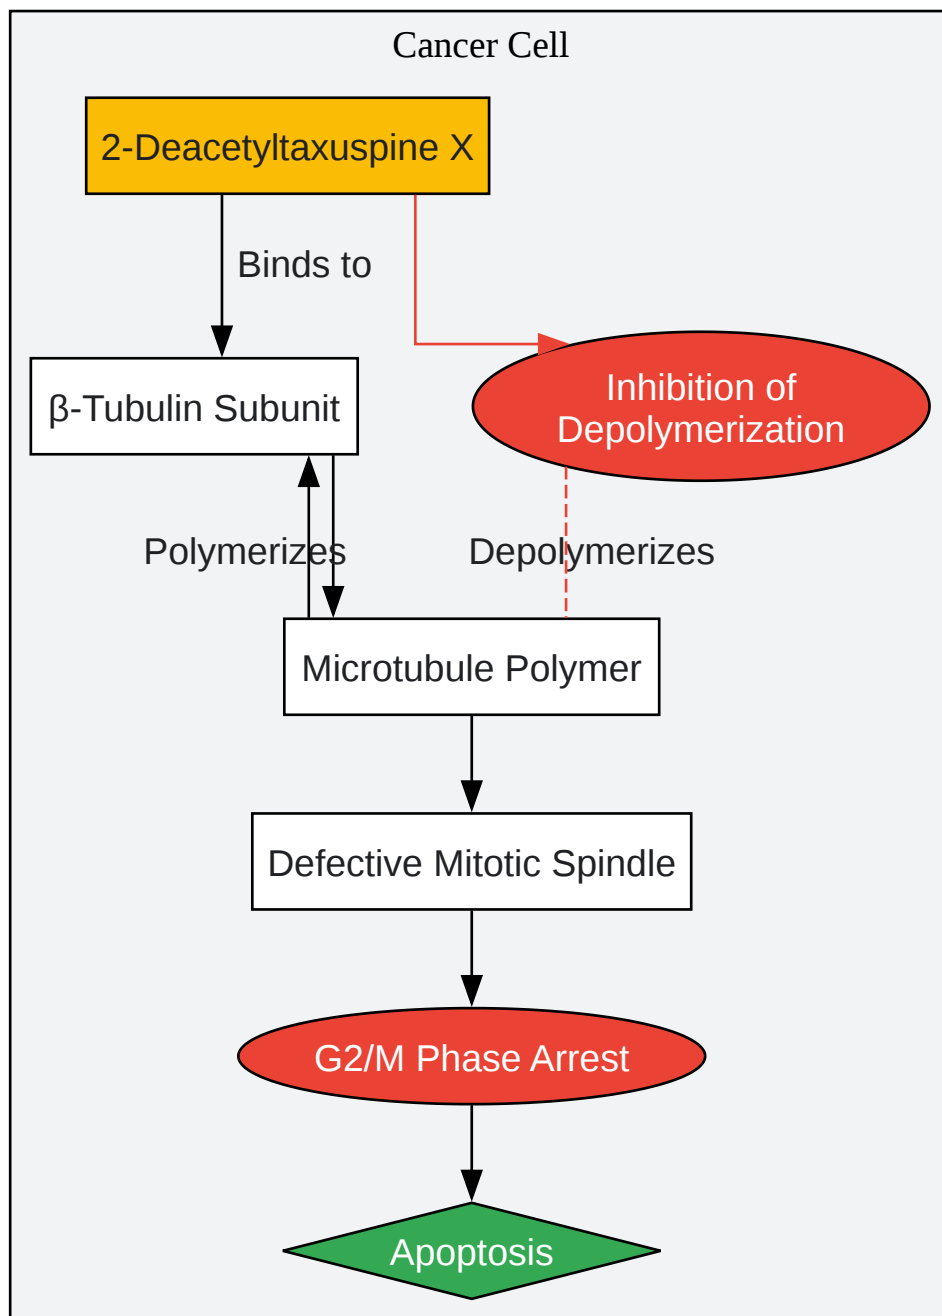 Cancer Cell
2-Deacetyltaxuspine X
Binds to
β-Tubulin Subunit
Inhibition of
Depolymerization
Polymerizes
Depolymerizes
Microtubule Polymer
Defective Mitotic Spindle
G2/M Phase Arrest
Apoptosis